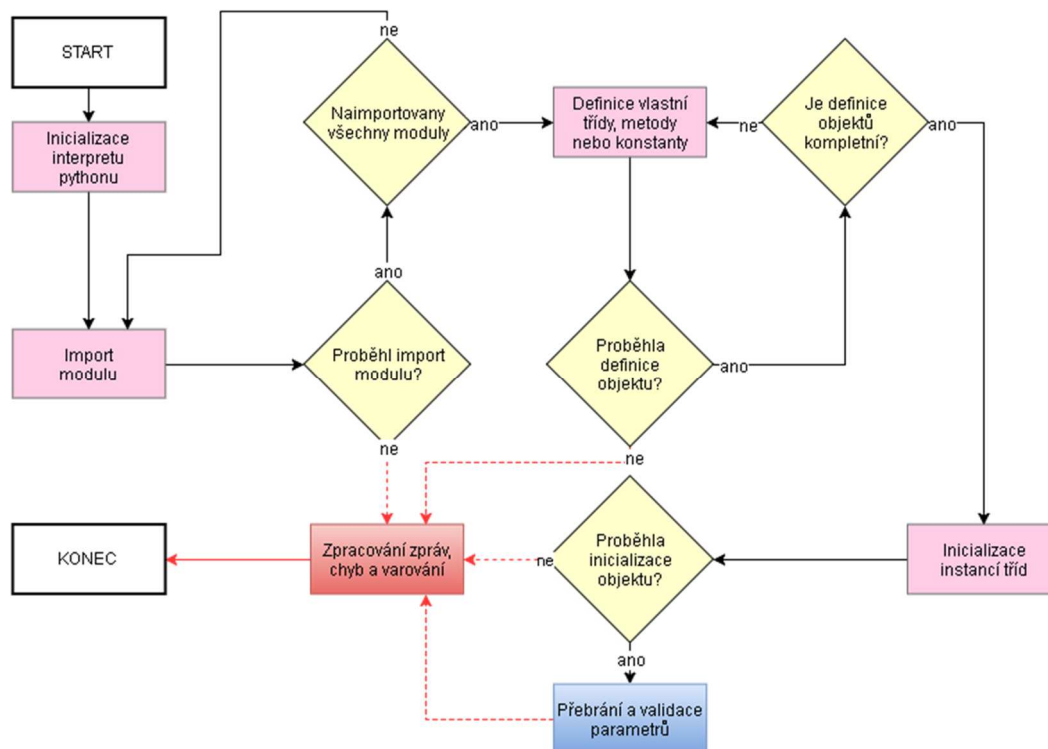 START
Inicializace
interpretu
pythonu
Import
modulu
ne
Naimportovany
všechny moduly
ano
ano
Proběhl import
modulu?
ne
Definice vlastní
třídy, metody
nebo konstanty
ne
Je definice
objektů
kompletní?
ano
Proběhla
definice
objektu?
ano
ne
KONEC
Zpracování zpráv,
chyb a varování
ne
Proběhla
inicializace
objektu?
Inicializace
instancí tříd
ano
Přebrání a validace
parametrů